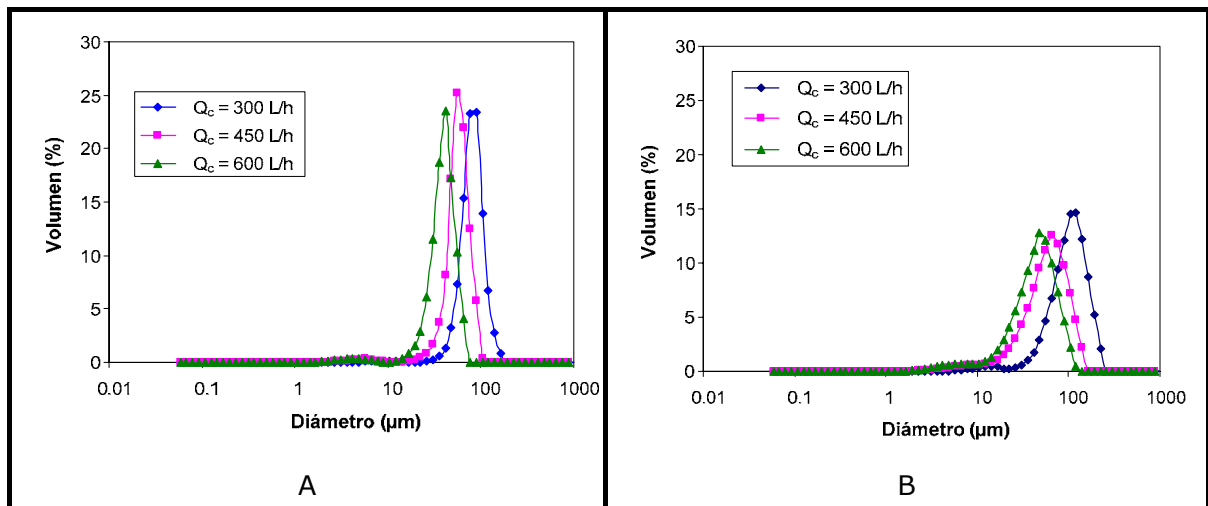 30
25
20
15
10
5
0
Volumen (%)
Qc = 300 L/h
Qc = 450 L/h
Qc = 600 L/h
0.01 0.1 1 10 100 1000
Diámetro (µm)
A
30
25
20
15
10
5
0
Volumen (%)
Qc = 300 L/h
Qc = 450 L/h
Qc = 600 L/h
0.01 0.1 1 10 100 1000
Diámetro (µm)
B